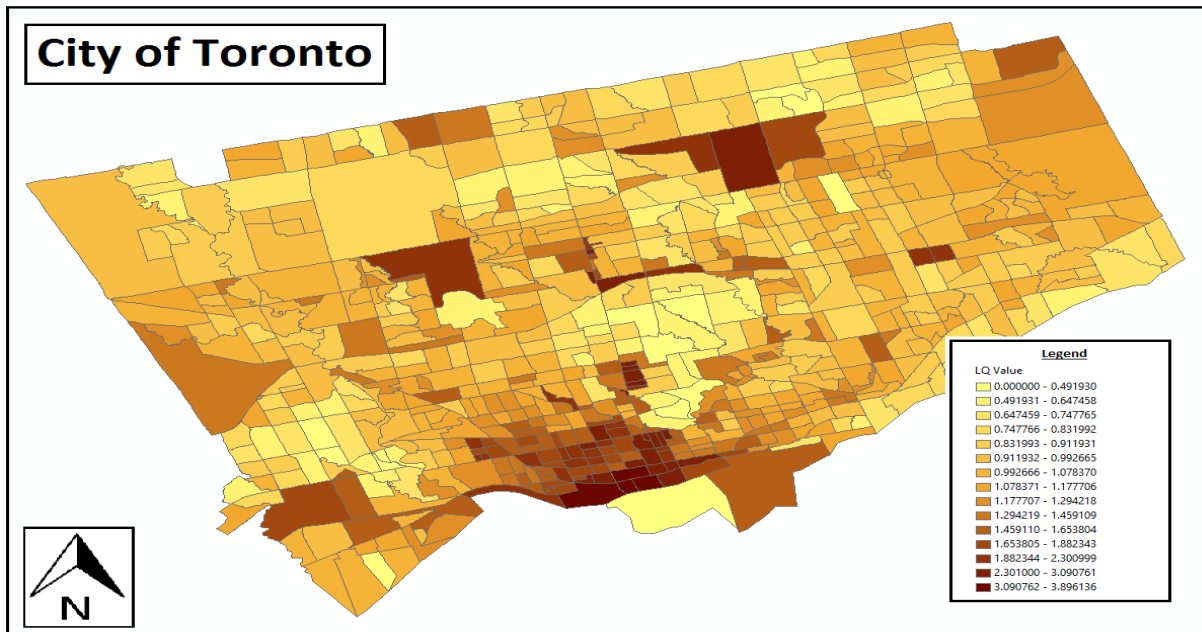 City of Toronto
Legend
LQ Value
0.000000 - 0.491930
0.491931 - 0.647458
0.647459 - 0.747765
0.747766 - 0.831992
0.831993 - 0.911931
0.911932 - 0.992665
0.992666 - 1.078370
1.078371 - 1.177706
1.177707 - 1.294218
1.294219 - 1.459109
1.459110 - 1.653804
1.653805 - 1.882343
1.882344 - 2.300999
2.301000 - 3.090761
3.090762 - 3.896136
N